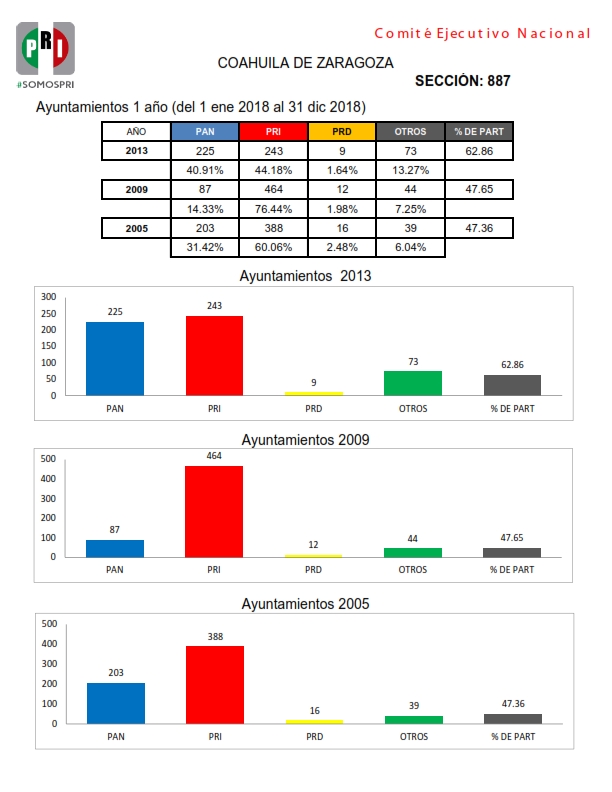 Comité Ejecutivo Nacional
PRI
#SOMOSPRI
COAHUILA DE ZARAGOZA
SECCIÓN: 887
Ayuntamientos 1 año (del 1 ene 2018 al 31 dic 2018)
AÑO PAN PRI PRD OTROS % DE PART
2013 225 243 9 73 62.86
40.91% 44.18% 1.64% 13.27%
2009 87 464 12 44 47.65
14.33% 76.44% 1.98% 7.25%
2005 203 388 16 39 47.36
31.42% 60.06% 2.48% 6.04%
Ayuntamientos 2013
300
250
200
150
100
50
0
225 243 9 73 62.86
PAN PRI PRD OTROS % DE PART
Ayuntamientos 2009
500
400
300
200
100
0
87 464 12 44 47.65
PAN PRI PRD OTROS % DE PART
Ayuntamientos 2005
500
400
300
200
100
0
203 388 16 39 47.36
PAN PRI PRD OTROS % DE PART